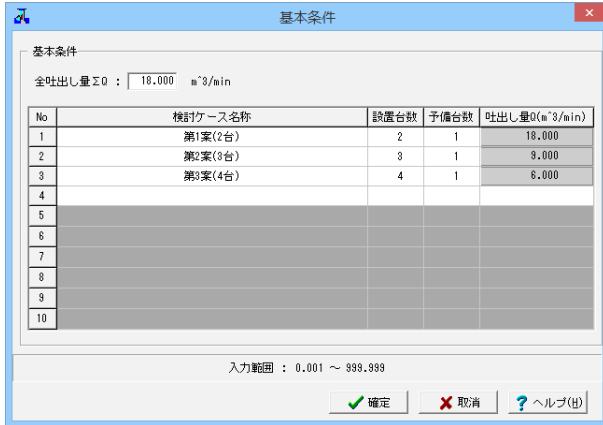 基本条件
基本条件
全吐出し量ΣQ : 18.000 m^3/min
No 検討ケース名称 設置台数 予備台数 吐出し量Q(m^3/min)
1 第1案(2台) 2 1 18.000
2 第2案(3台) 3 1 9.000
3 第3案(4台) 4 1 6.000
4
5
6
7
8
9
10
入力範囲 : 0.001 ～ 999.999
確定 取消 ヘルプ(H)